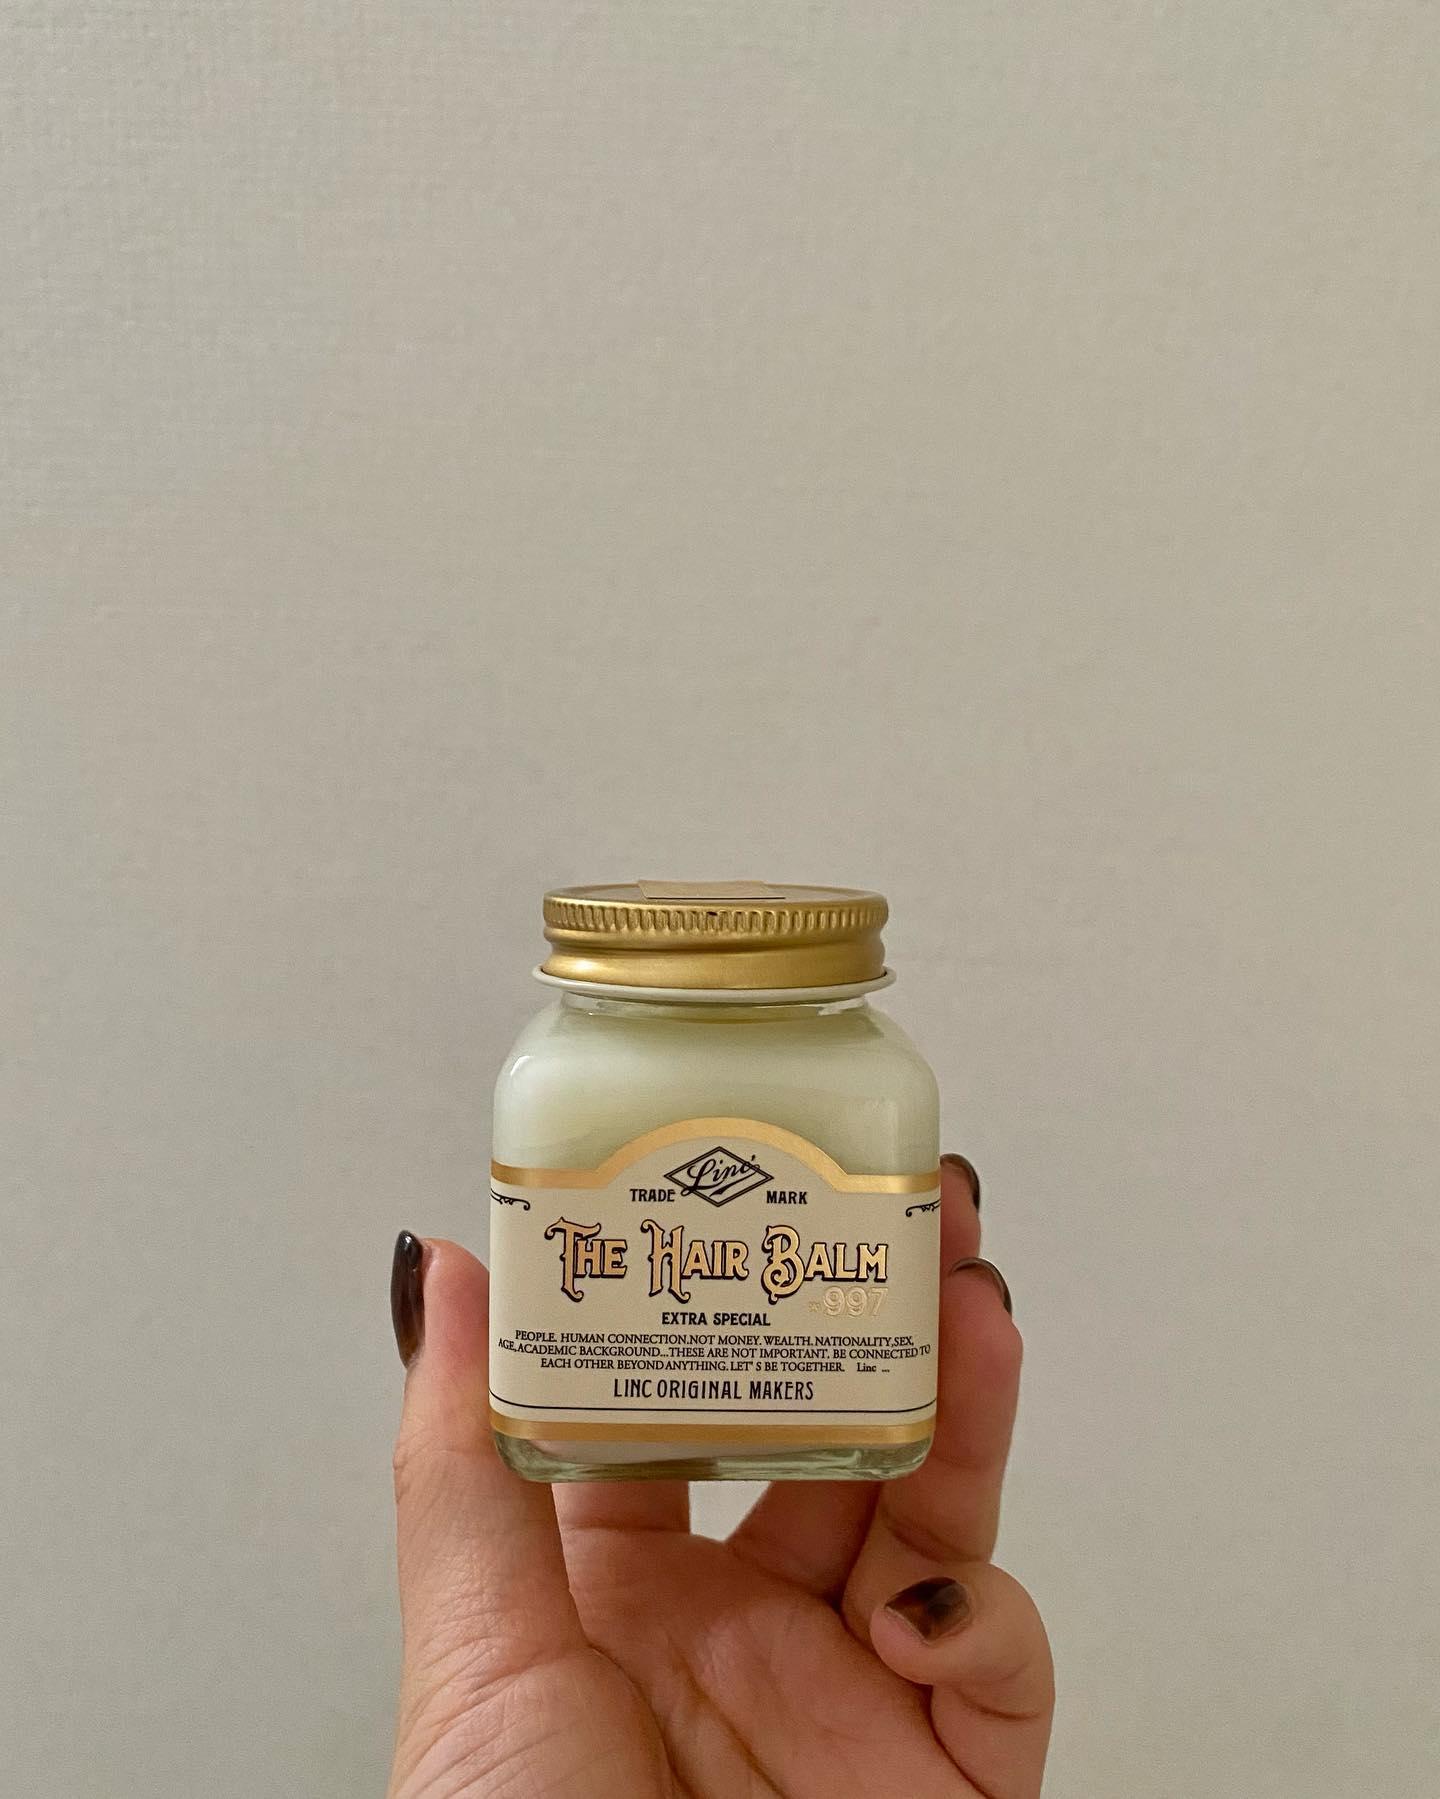 Linc'
TRADE MARK
THE HAIR BALM
997
EXTRA SPECIAL
PEOPLE. HUMAN CONNECTION.NOT MONEY. WEALTH. NATIONALITY,SEX,
AGE, ACADEMIC BACKGROUND...THESE ARE NOT IMPORTANT. BE CONNECTED TO
EACH OTHER BEYOND ANYTHING. LET' S BE TOGETHER. Linc ...
LINC ORIGINAL MAKERS